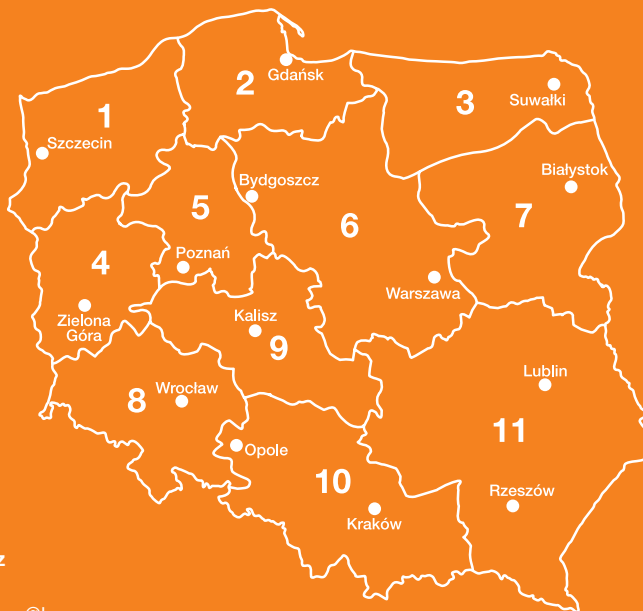 Gdańsk
2
3
1
Suwałki
Szczecin
Białystok
Bydgoszcz
5
7
6
Poznań
4
Warszawa
Zielona
Góra
Kalisz
9
Lublin
8
Wrocław
11
Opole
10
Rzeszów
Kraków
z